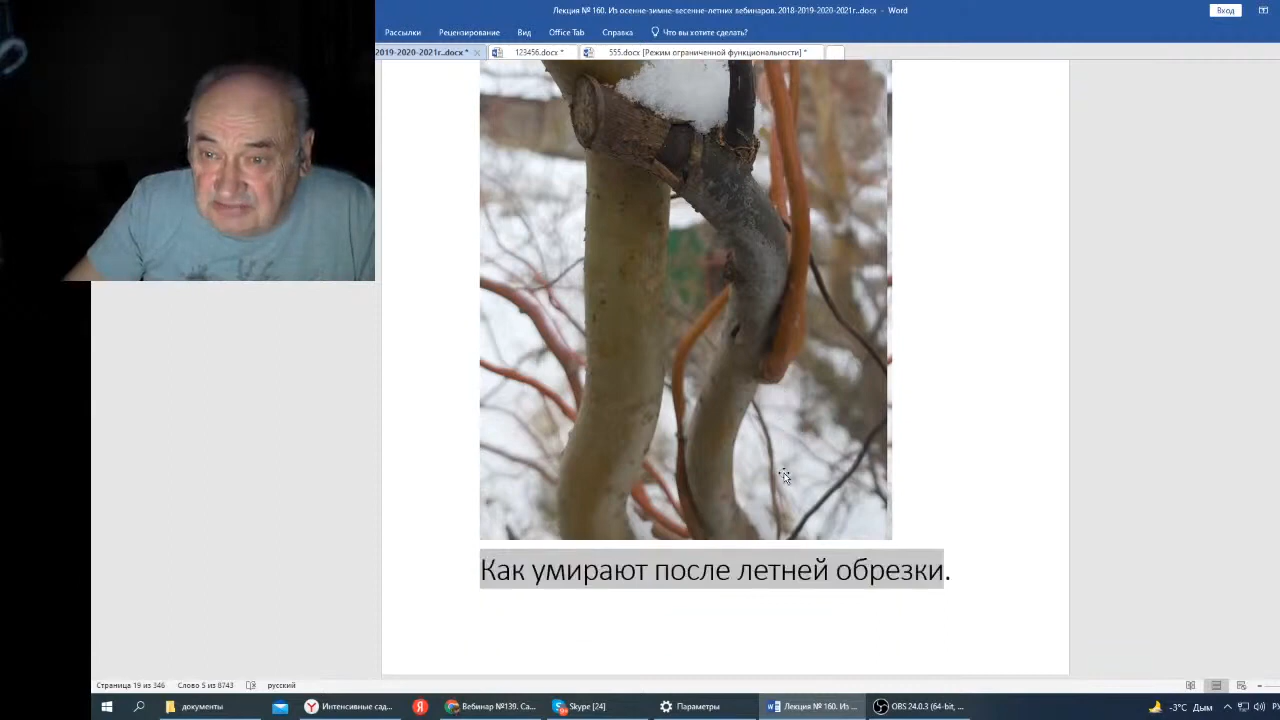 Лекция № 160. Из осенне-зимне-весенне-летних вебинаров. 2018-2019-2020-2021г..docx - Word
Вход
Рассылки Рецензирование Вид Office Tab Справка Что вы хотите сделать?
2019-2020-2021г..docx * 123456.docx * 555.docx [Режим ограниченной функциональности] *
Как умирают после летней обрезки.
Страница 19 из 346 Слово 5 из 8743 русский
документы Интенсивные сад... Вебинар №139. Са... Skype [24] Параметры Лекция № 160. Из ... OBS 24.0.3 (64-bit, ... -3°C Дым